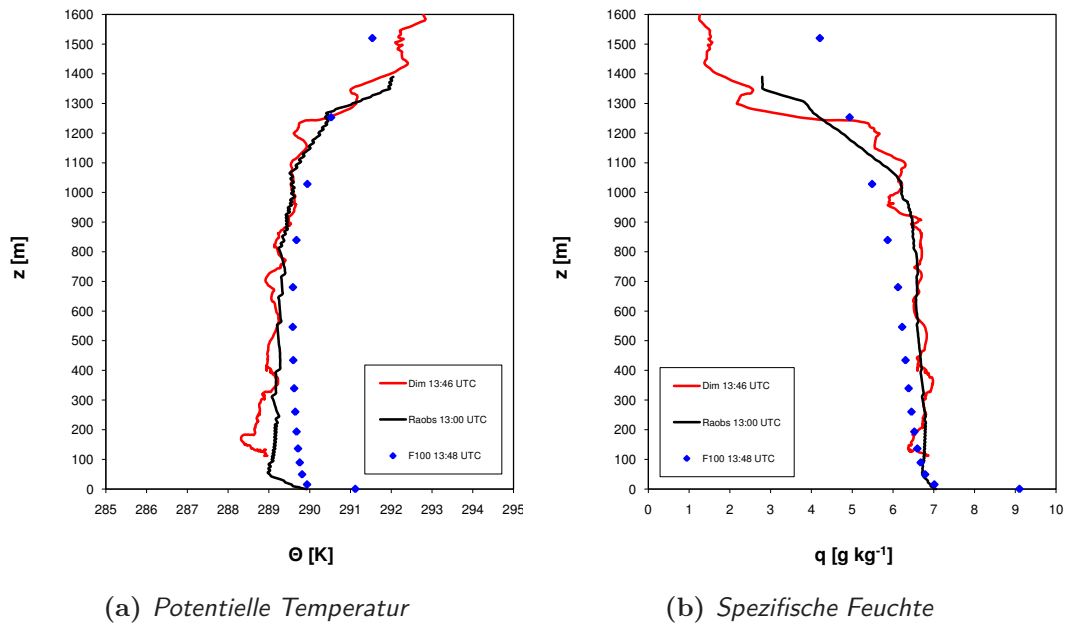 1600
1500
1400
1300
1200
1100
1000
900
800
700
600
500
400
300
200
100
0
z [m]
285 286 287 288 289 290 291 292 293 294 295
Θ [K]
Dim 13:46 UTC
Raobs 13:00 UTC
F100 13:48 UTC
(a) Potentielle Temperatur
1600
1500
1400
1300
1200
1100
1000
900
800
700
600
500
400
300
200
100
0
z [m]
0 1 2 3 4 5 6 7 8 9 10
q [g kg⁻¹]
Dim 13:46 UTC
Raobs 13:00 UTC
F100 13:48 UTC
(b) Spezifische Feuchte